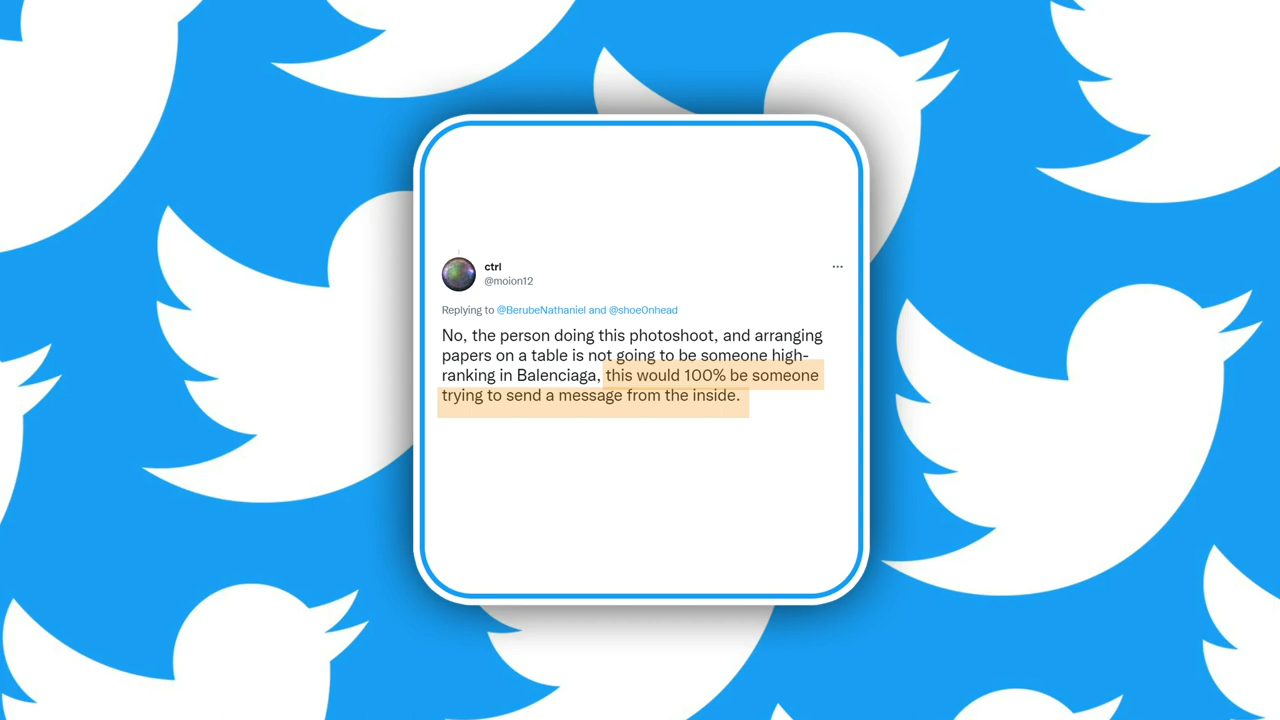 ctrl
@moion12
Replying to @BerubeNathaniel and @shoe0nhead
No, the person doing this photoshoot, and arranging
papers on a table is not going to be someone high-
ranking in Balenciaga, this would 100% be someone
trying to send a message from the inside.